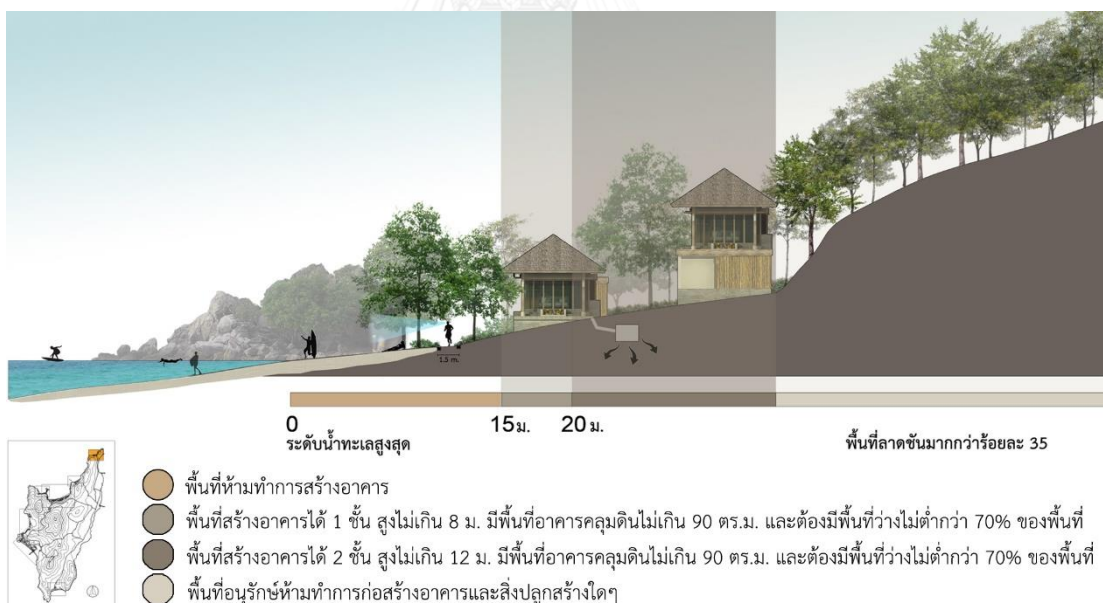 1.5 m.
0 15 ม. 20 ม.
ระดับน้ำทะเลสูงสุด พื้นที่ลาดชันมากกว่าร้อยละ 35
พื้นที่ห้ามทำการสร้างอาคาร
พื้นที่สร้างอาคารได้ 1 ชั้น สูงไม่เกิน 8 ม. มีพื้นที่อาคารคลุมดินไม่เกิน 90 ตร.ม. และต้องมีพื้นที่ว่างไม่ต่ำกว่า 70% ของพื้นที่
พื้นที่สร้างอาคารได้ 2 ชั้น สูงไม่เกิน 12 ม. มีพื้นที่อาคารคลุมดินไม่เกิน 90 ตร.ม. และต้องมีพื้นที่ว่างไม่ต่ำกว่า 70% ของพื้นที่
พื้นที่อนุรักษ์ห้ามทำการก่อสร้างอาคารและสิ่งปลูกสร้างใดๆ